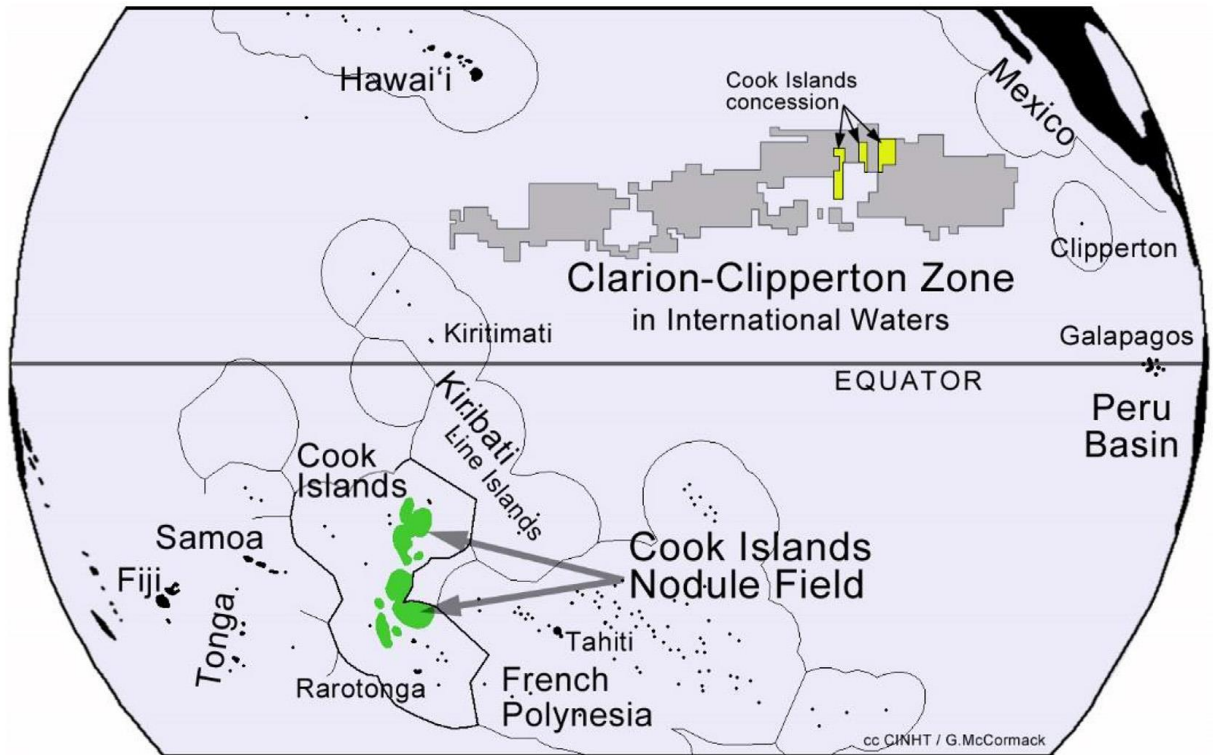 Hawai‘i
Cook Islands
concession
Mexico
Clipperton
Clarion-Clipperton Zone
in International Waters
Kiritimati
Galapagos
EQUATOR
Peru
Basin
Kiribati
Line Islands
Cook
Islands
Samoa
Fiji
Tonga
Cook Islands
Nodule Field
Tahiti
Rarotonga
French
Polynesia
cc CINHT / G.McCormack